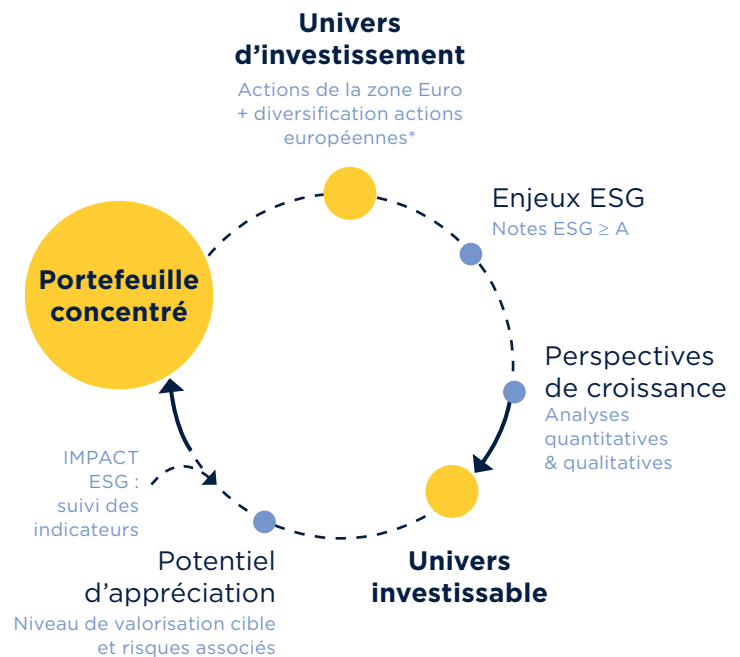 Univers
d’investissement
Actions de la zone Euro
+ diversification actions
européennes*
Enjeux ESG
Notes ESG ≥ A
Perspectives
de croissance
Analyses
quantitatives
& qualitatives
Univers
investissable
Potentiel
d’appréciation
Niveau de valorisation cible
et risques associés
IMPACT
ESG :
suivi des
indicateurs
Portefeuille
concentré